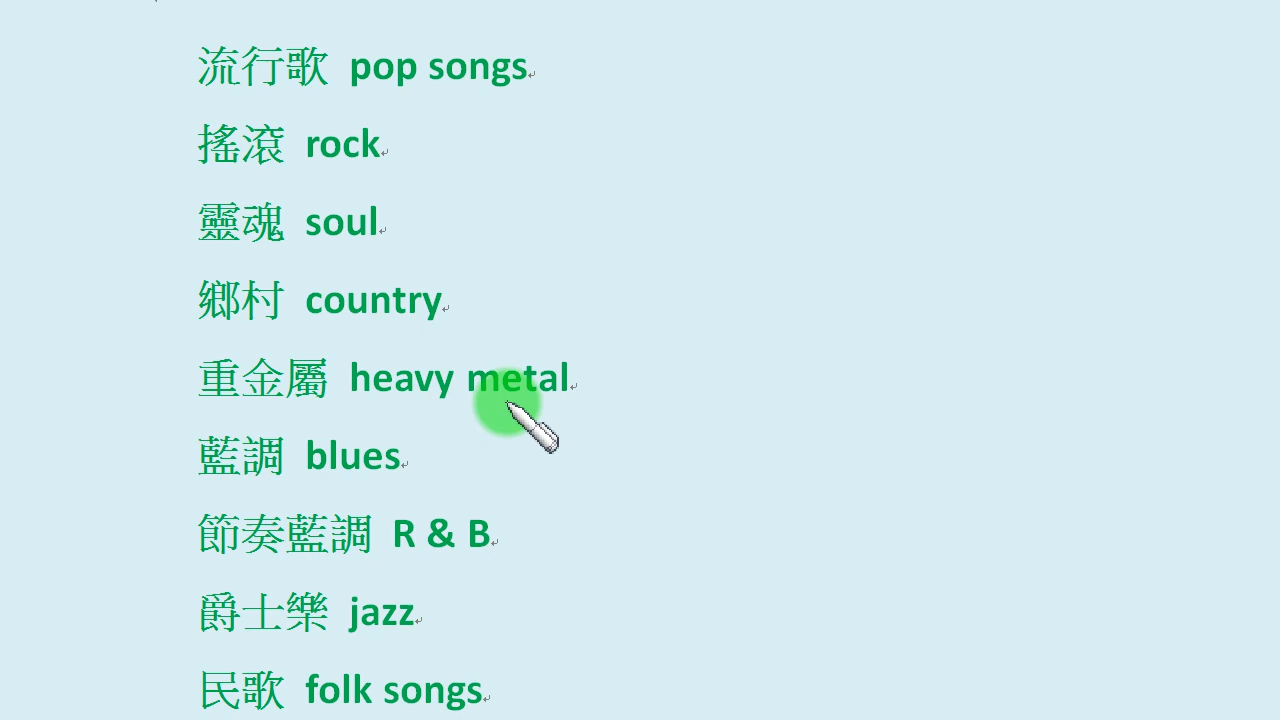 流行歌 pop songs
搖滾 rock
靈魂 soul
鄉村 country
重金屬 heavy metal
藍調 blues
節奏藍調 R & B
爵士樂 jazz
民歌 folk songs